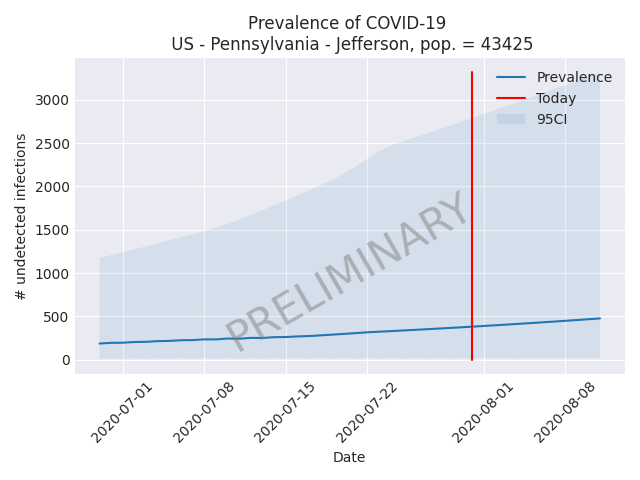 Prevalence of COVID-19
US - Pennsylvania - Jefferson, pop. = 43425
Prevalence
Today
95CI
3000
2500
2000
1500
1000
500
0
# undetected infections
PRELIMINARY
2020-07-01
2020-07-08
2020-07-15
2020-07-22
2020-08-01
2020-08-08
Date